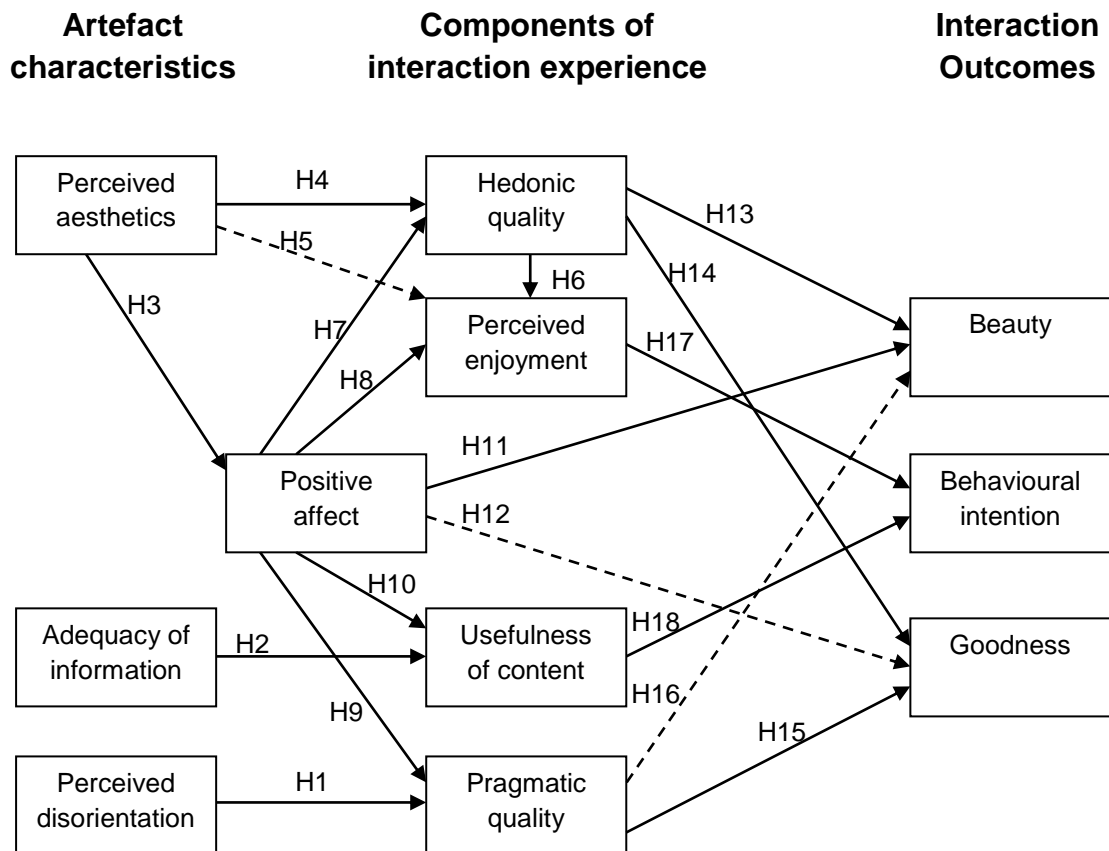 Artefact
characteristics
Components of
interaction experience
Interaction
Outcomes
Perceived
aesthetics
H4
Hedonic
quality
H13
H5
H14
H3
H6
H7
Perceived
enjoyment
H17
Beauty
H8
H11
Positive
affect
H12
Behavioural
intention
H10
Adequacy of
information
H2
Usefulness
of content
H18
Goodness
H16
H9
H15
Perceived
disorientation
H1
Pragmatic
quality